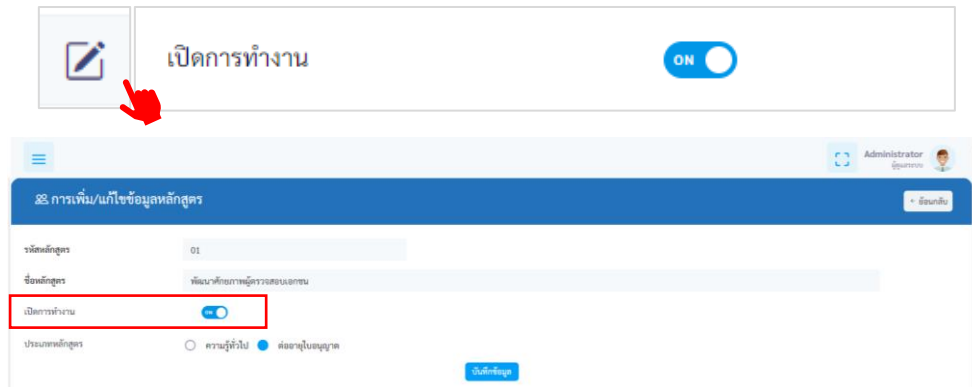 เปิดการทำงาน ON
Administrator
ผู้ดูแลระบบ
การเพิ่ม/แก้ไขข้อมูลหลักสูตร
ย้อนกลับ
รหัสหลักสูตร 01
ชื่อหลักสูตร พัฒนาศักยภาพผู้ตรวจสอบเอกชน
เปิดการทำงาน ON
ประเภทหลักสูตร ความรู้ทั่วไป ต่ออายุใบอนุญาต
บันทึกข้อมูล